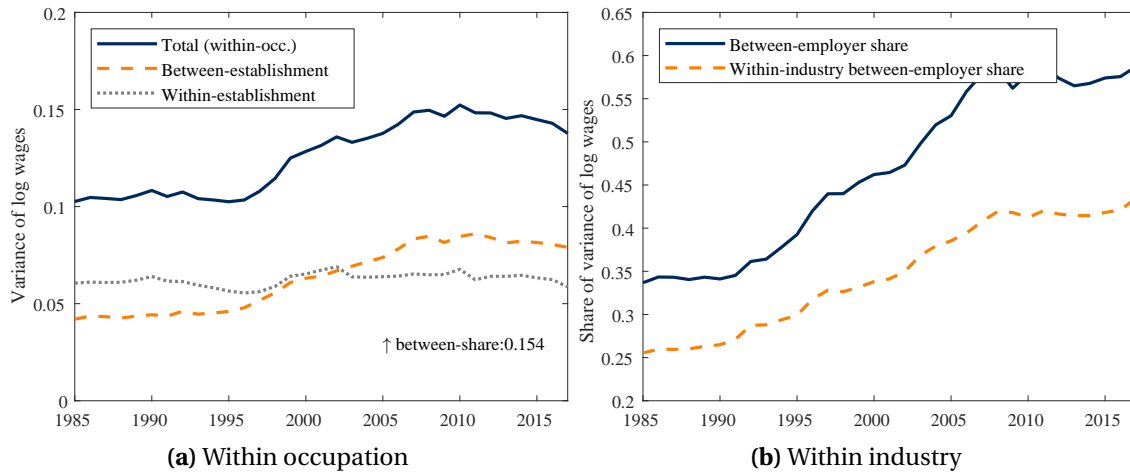 0.2
0.15
0.1
0.05
0
Variance of log wages
Total (within-occ.)
Between-establishment
Within-establishment
↑ between-share:0.154
1985 1990 1995 2000 2005 2010 2015
(a) Within occupation
0.65
0.6
0.55
0.5
0.45
0.4
0.35
0.3
0.25
0.2
Share of variance of log wages
Between-employer share
Within-industry between-employer share
1985 1990 1995 2000 2005 2010 2015
(b) Within industry